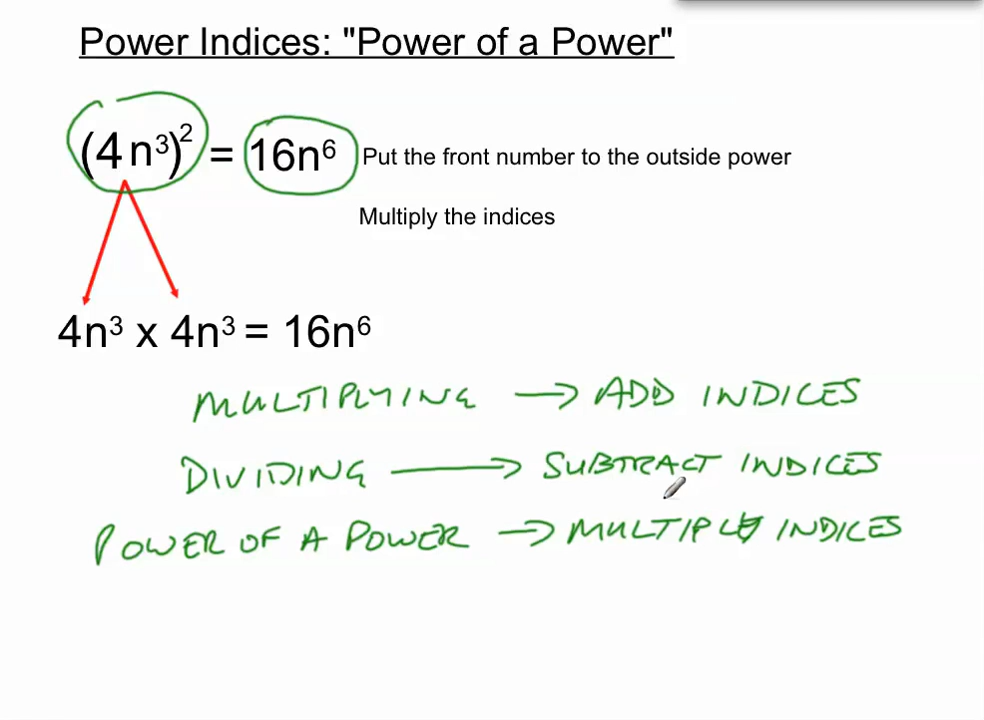 Power Indices: "Power of a Power"
(4n³)² = 16n⁶ Put the front number to the outside power
Multiply the indices
4n³ x 4n³ = 16n⁶
MULTIPLYING → ADD INDICES
DIVIDING → SUBTRACT INDICES
POWER OF A POWER → MULTIPLY INDICES